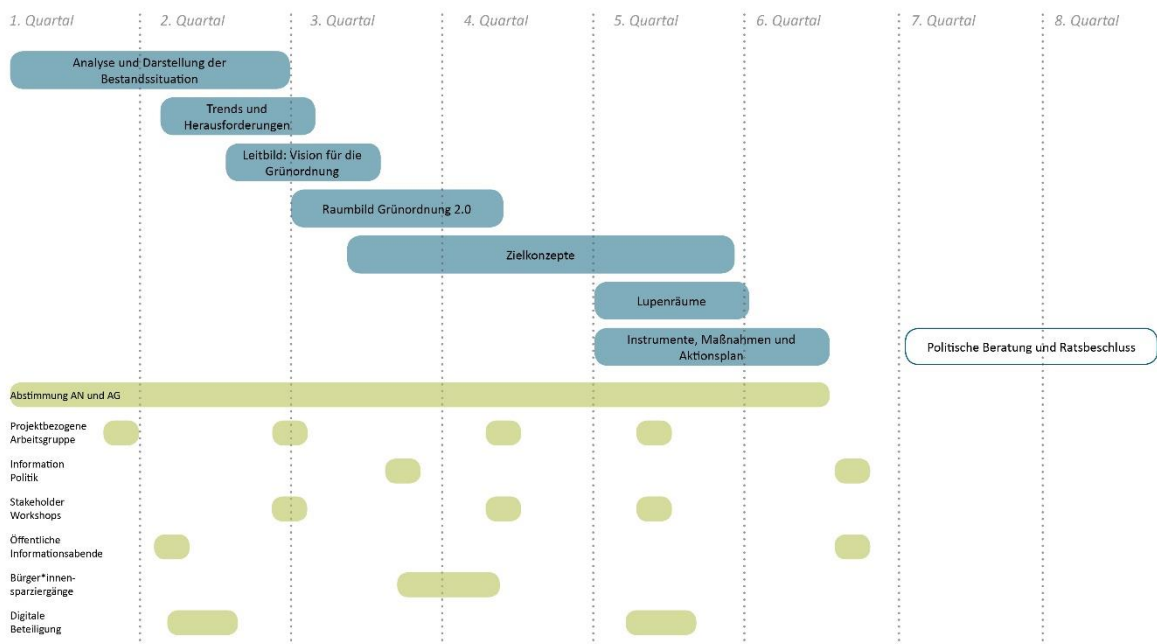 1. Quartal
2. Quartal
3. Quartal
4. Quartal
5. Quartal
6. Quartal
7. Quartal
8. Quartal
Analyse und Darstellung der
Bestandssituation
Trends und
Herausforderungen
Leitbild: Vision für die
Grünordnung
Raumbild Grünordnung 2.0
Zielkonzepte
Lupenräume
Instrumente, Maßnahmen und
Aktionsplan
Politische Beratung und Ratsbeschluss
Abstimmung AN und AG
Projektbezogene
Arbeitsgruppe
Information
Politik
Stakeholder
Workshops
Öffentliche
Informationsabende
Bürger*innen-
sparziergänge
Digitale
Beteiligung